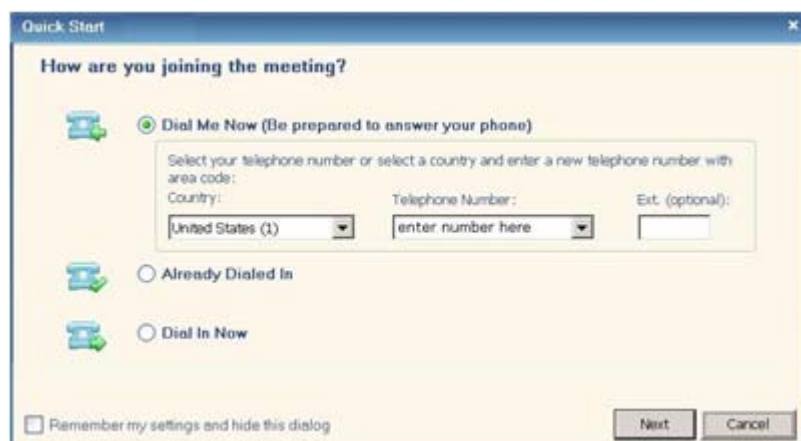 Quick Start
How are you joining the meeting?
Dial Me Now (Be prepared to answer your phone)
Select your telephone number or select a country and enter a new telephone number with
area code:
Country: Telephone Number: Ext. (optional):
United States (1) enter number here
Already Dialed In
Dial In Now
Remember my settings and hide this dialog
Next Cancel